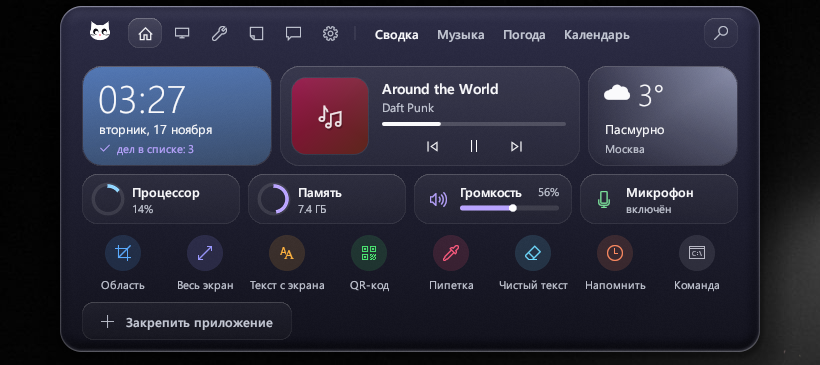 Сводка
Музыка
Погода
Календарь
03:27
вторник, 17 ноября
дел в списке: 3
Around the World
Daft Punk
3°
Пасмурно
Москва
Процессор
14%
Память
7.4 ГБ
Громкость 56%
Микрофон
включён
Область
Весь экран
AA
Текст с экрана
QR-код
Пипетка
Чистый текст
Напомнить
C:\
Команда
Закрепить приложение